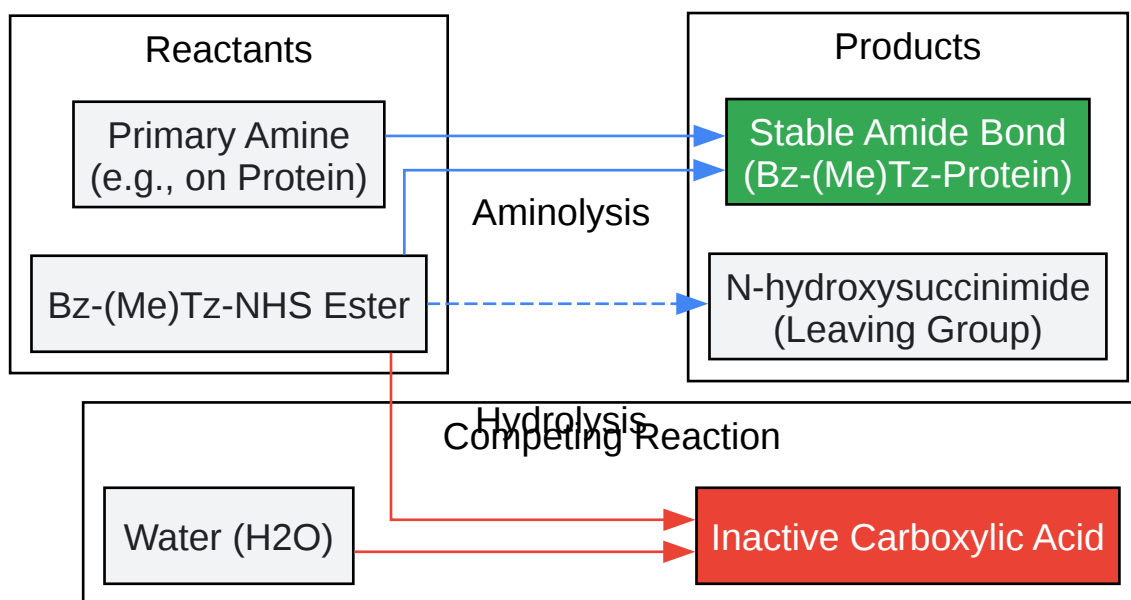 Reactants
Products
Primary Amine
(e.g., on Protein)
Stable Amide Bond
(Bz-(Me)Tz-Protein)
Aminolysis
Bz-(Me)Tz-NHS Ester
N-hydroxysuccinimide
(Leaving Group)
Hydrolysis
Competing Reaction
Water (H2O)
Inactive Carboxylic Acid